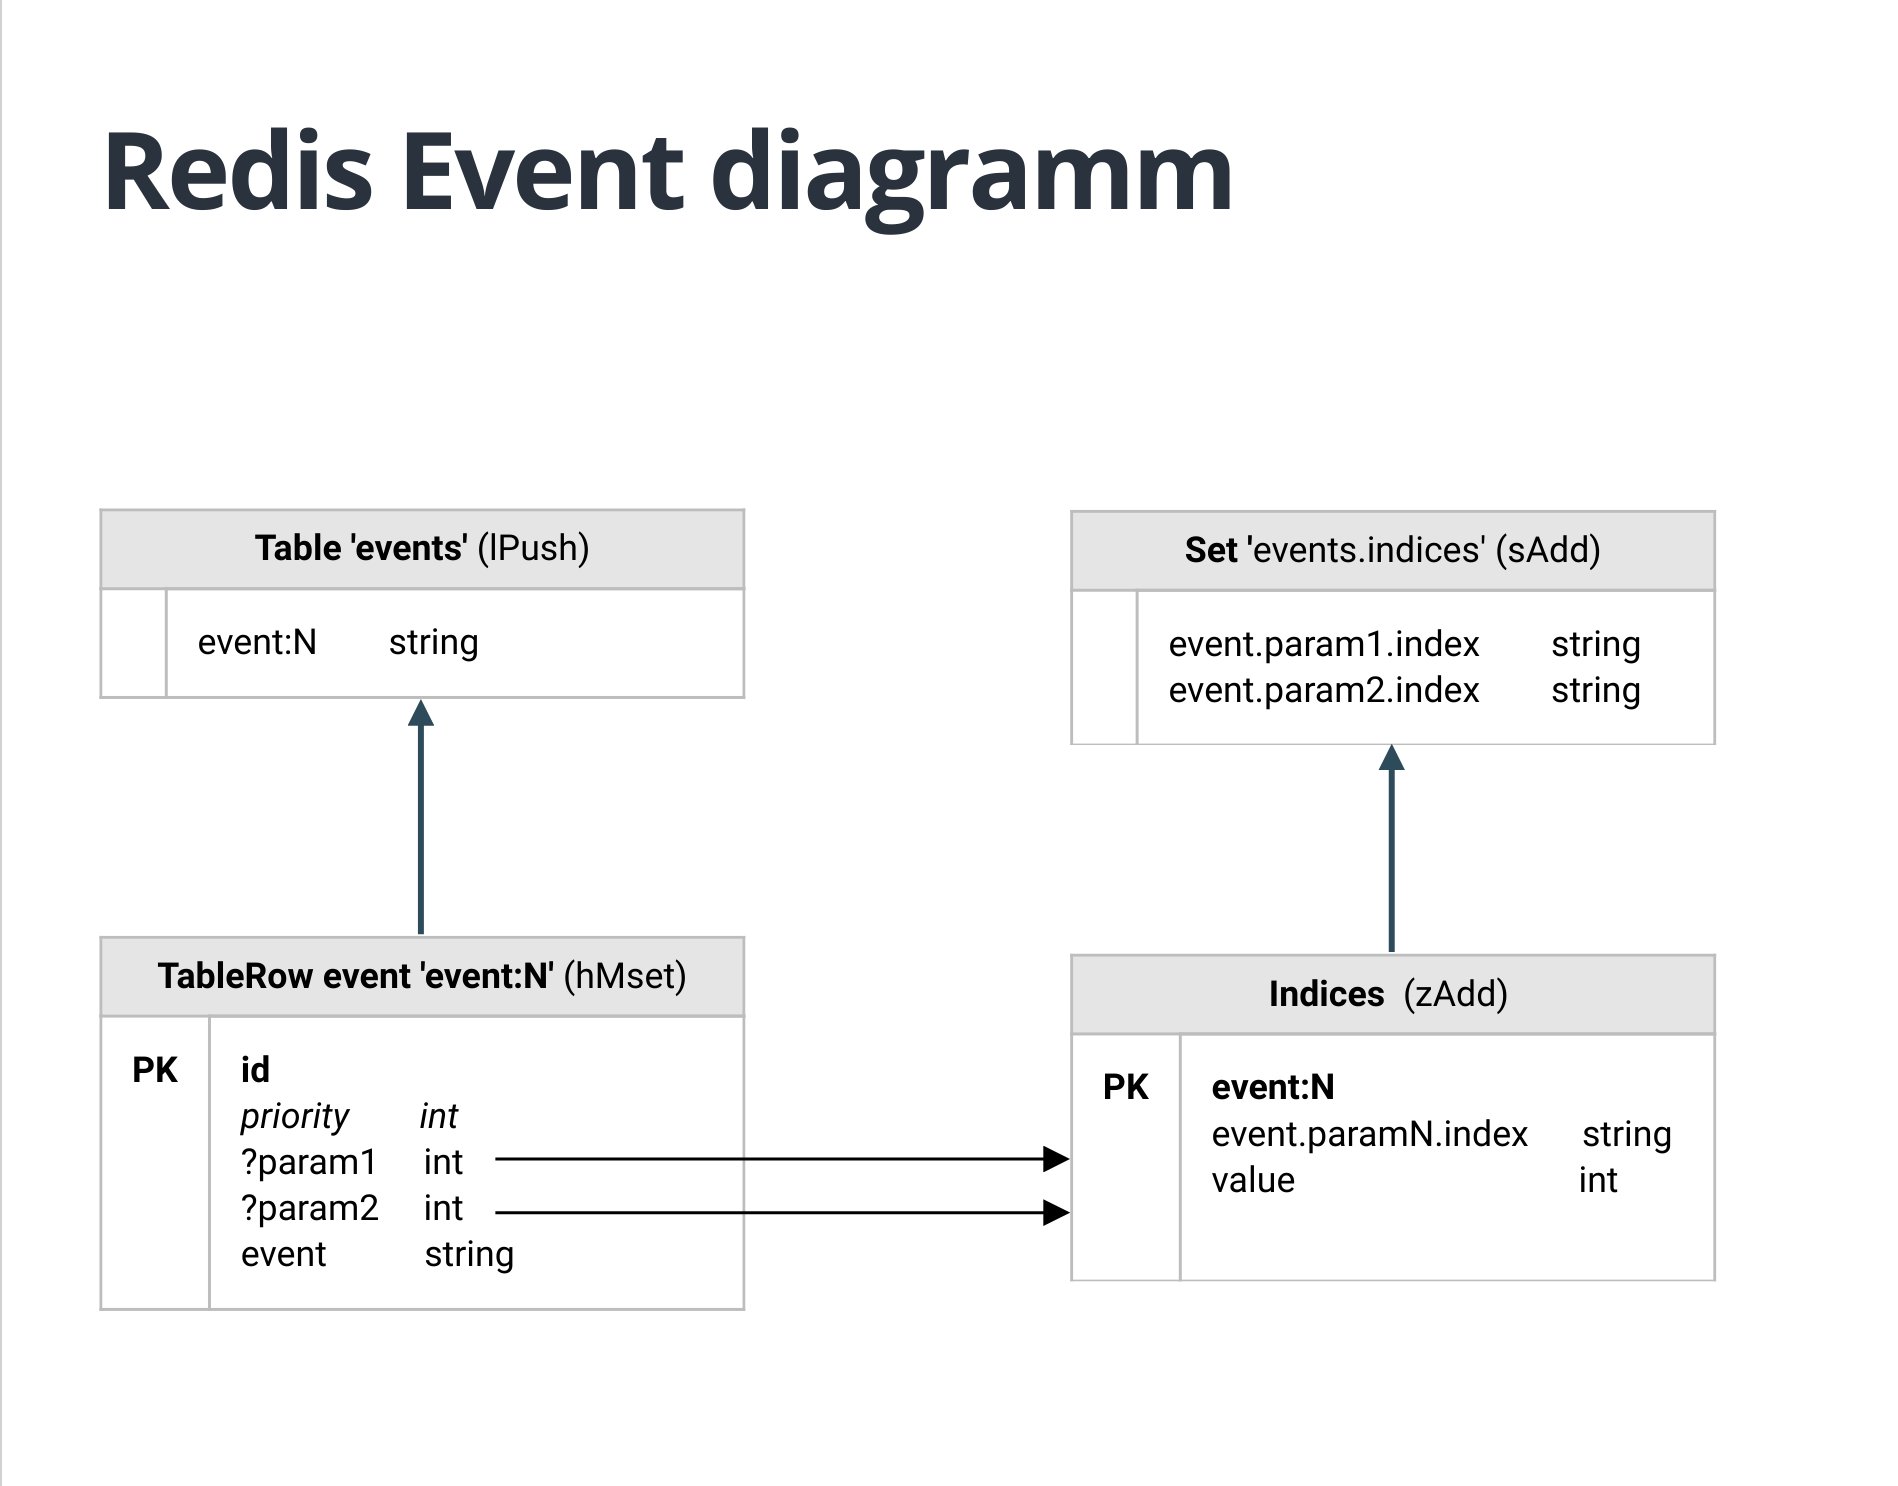 Redis Event diagramm
Table 'events' (lPush)
event:N string
Set 'events.indices' (sAdd)
event.param1.index string
event.param2.index string
TableRow event 'event:N' (hMset)
PK id
priority int
?param1 int
?param2 int
event string
Indices (zAdd)
PK event:N
event.paramN.index string
value int